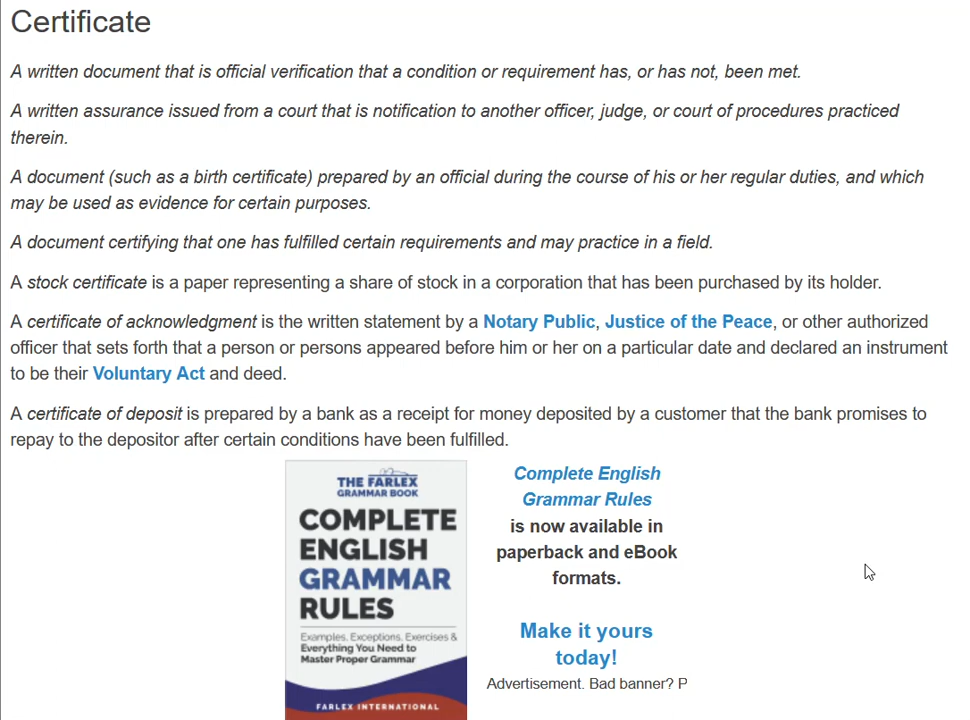 Certificate
A written document that is official verification that a condition or requirement has, or has not, been met.
A written assurance issued from a court that is notification to another officer, judge, or court of procedures practiced
therein.
A document (such as a birth certificate) prepared by an official during the course of his or her regular duties, and which
may be used as evidence for certain purposes.
A document certifying that one has fulfilled certain requirements and may practice in a field.
A stock certificate is a paper representing a share of stock in a corporation that has been purchased by its holder.
A certificate of acknowledgment is the written statement by a Notary Public, Justice of the Peace, or other authorized
officer that sets forth that a person or persons appeared before him or her on a particular date and declared an instrument
to be their Voluntary Act and deed.
A certificate of deposit is prepared by a bank as a receipt for money deposited by a customer that the bank promises to
repay to the depositor after certain conditions have been fulfilled.
THE FARLEX
GRAMMAR BOOK
COMPLETE
ENGLISH
GRAMMAR
RULES
Examples, Exceptions, Exercises &
Everything You Need to
Master Proper Grammar
FARLEX INTERNATIONAL
Complete English
Grammar Rules
is now available in
paperback and eBook
formats.
Make it yours
today!
Advertisement. Bad banner? P